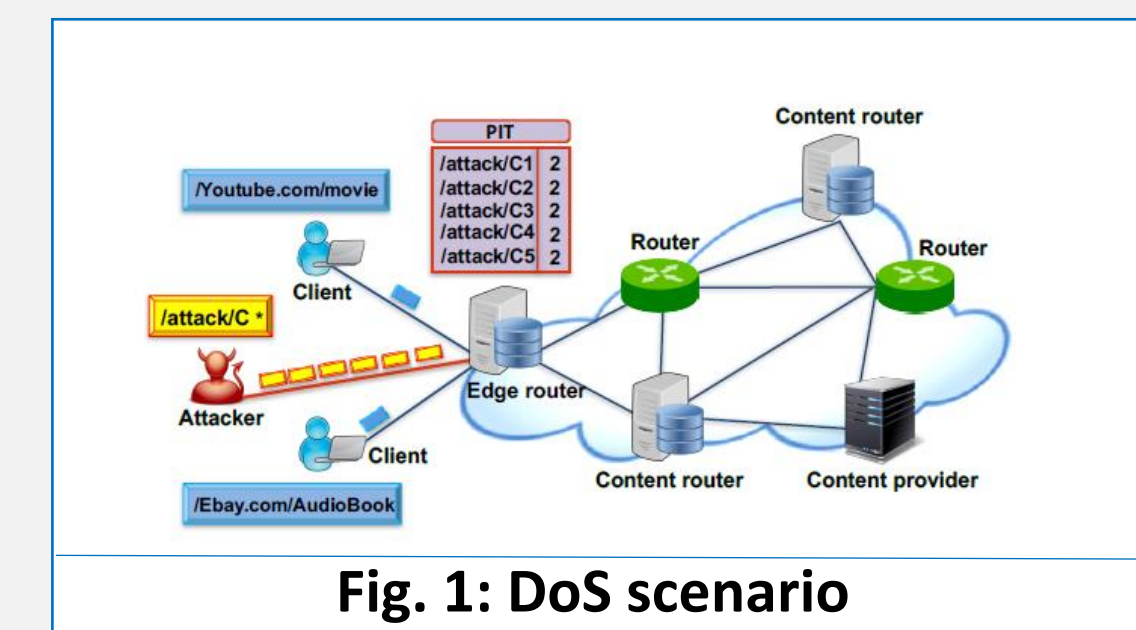 Content router
PIT
/attack/C1 2
/attack/C2 2
/attack/C3 2
/attack/C4 2
/attack/C5 2
/Youtube.com/movie
Router
Router
Client
/attack/C *
Attacker
Edge router
Client
Content router
Content provider
/Ebay.com/AudioBook
Fig. 1: DoS scenario